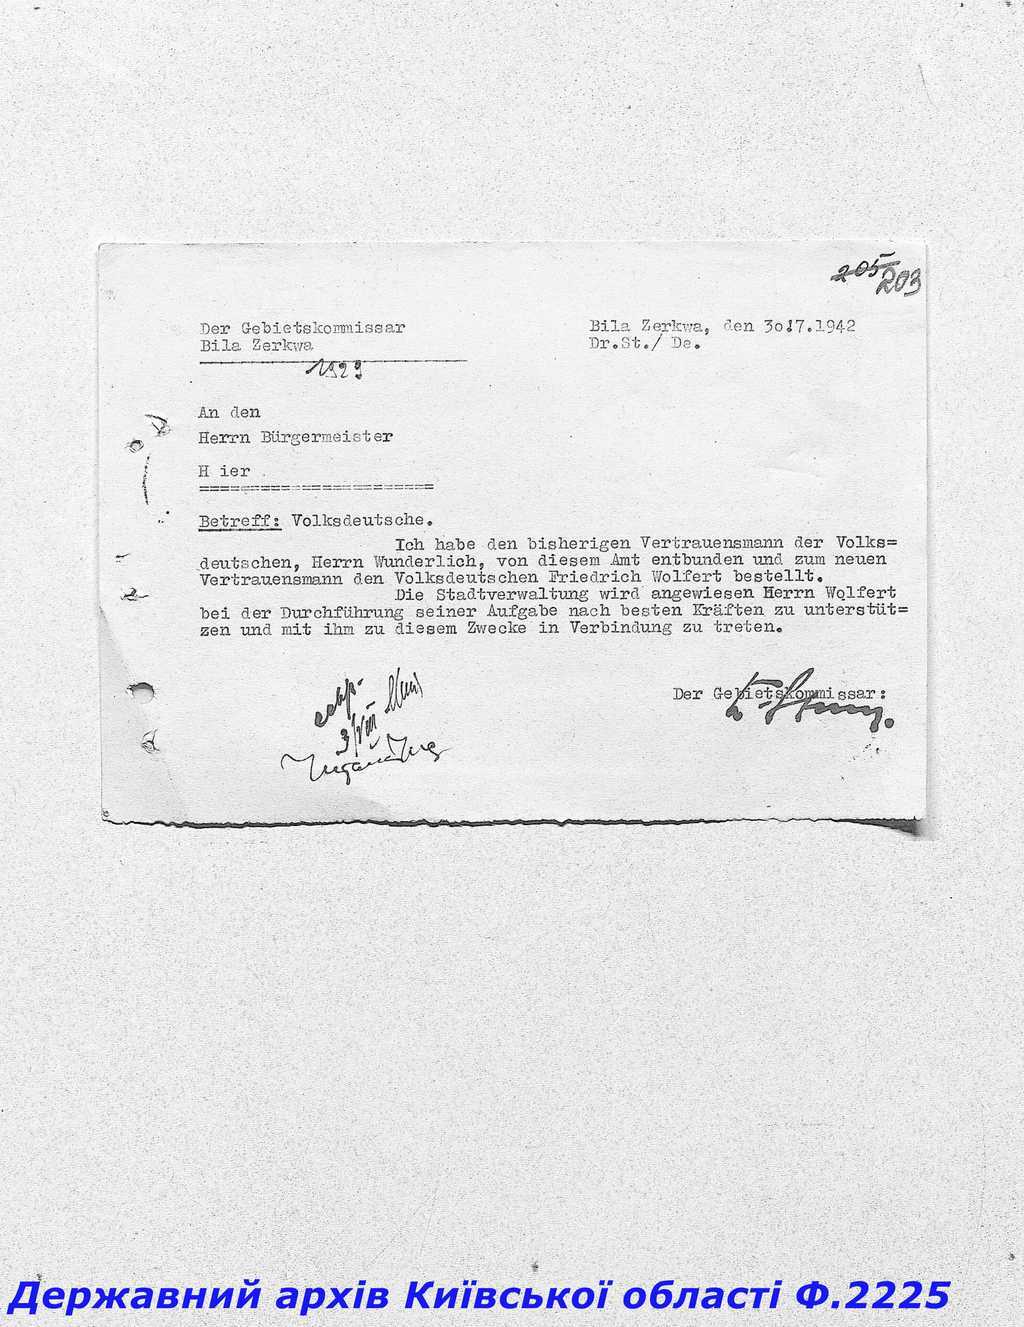 205
203
Der Gebietskommissar
Bila Zerkwa
Bila Zerkwa, den 30.7.1942
Dr.St./ De.
1929
An den
Herrn Bürgermeister
H ier
Betreff: Volksdeutsche.
Ich habe den bisherigen Vertrauensmann der Volks=
deutschen, Herrn Wunderlich, von diesem Amt entbunden und zum neuen
Vertrauensmann den Volksdeutschen Friedrich Wolfert bestellt.
Die Stadtverwaltung wird angewiesen Herrn Wolfert
bei der Durchführung seiner Aufgabe nach besten Kräften zu unterstüt=
zen und mit ihm zu diesem Zwecke in Verbindung zu treten.
Der Gebietskommissar:
3/VIII
Державний архів Київської області Ф.2225